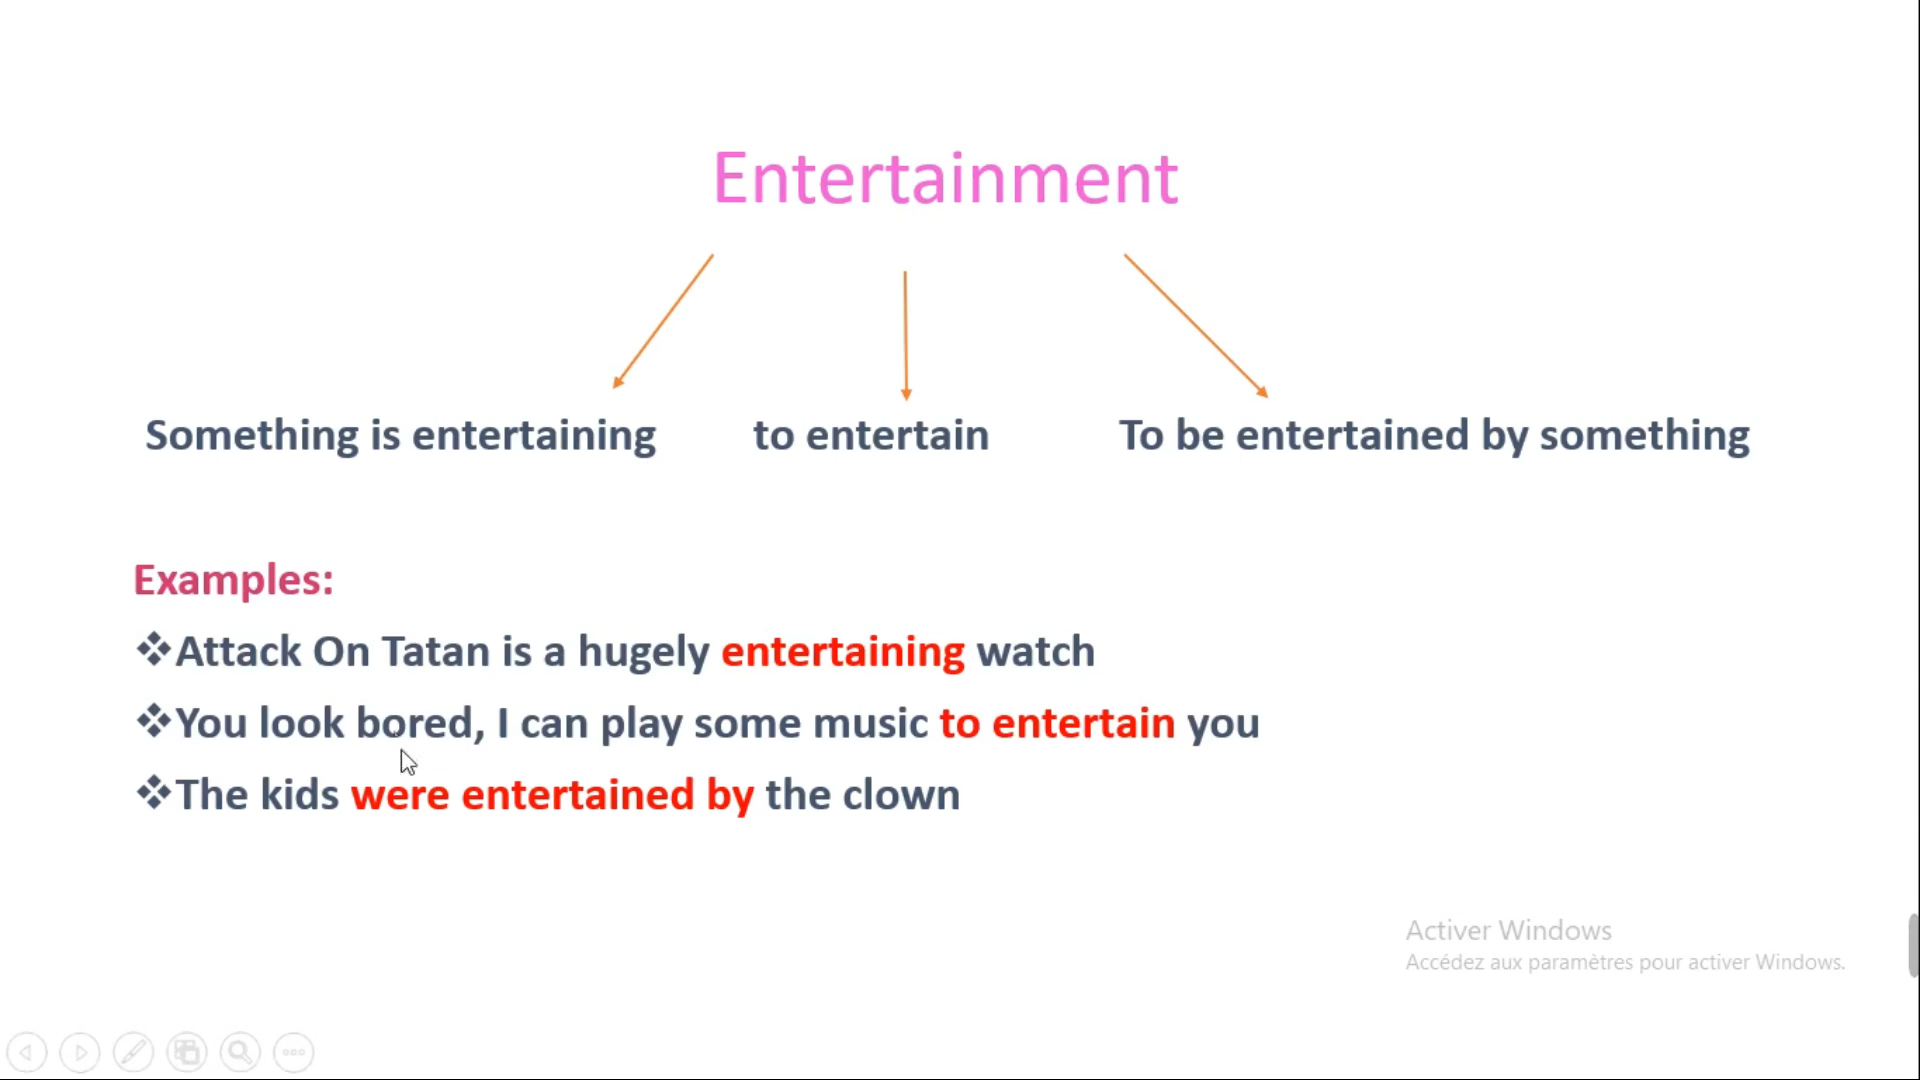 Entertainment
Something is entertaining to entertain To be entertained by something
Examples:
❖Attack On Tatan is a hugely entertaining watch
❖You look bored, I can play some music to entertain you
❖The kids were entertained by the clown
Activer Windows
Accédez aux paramètres pour activer Windows.